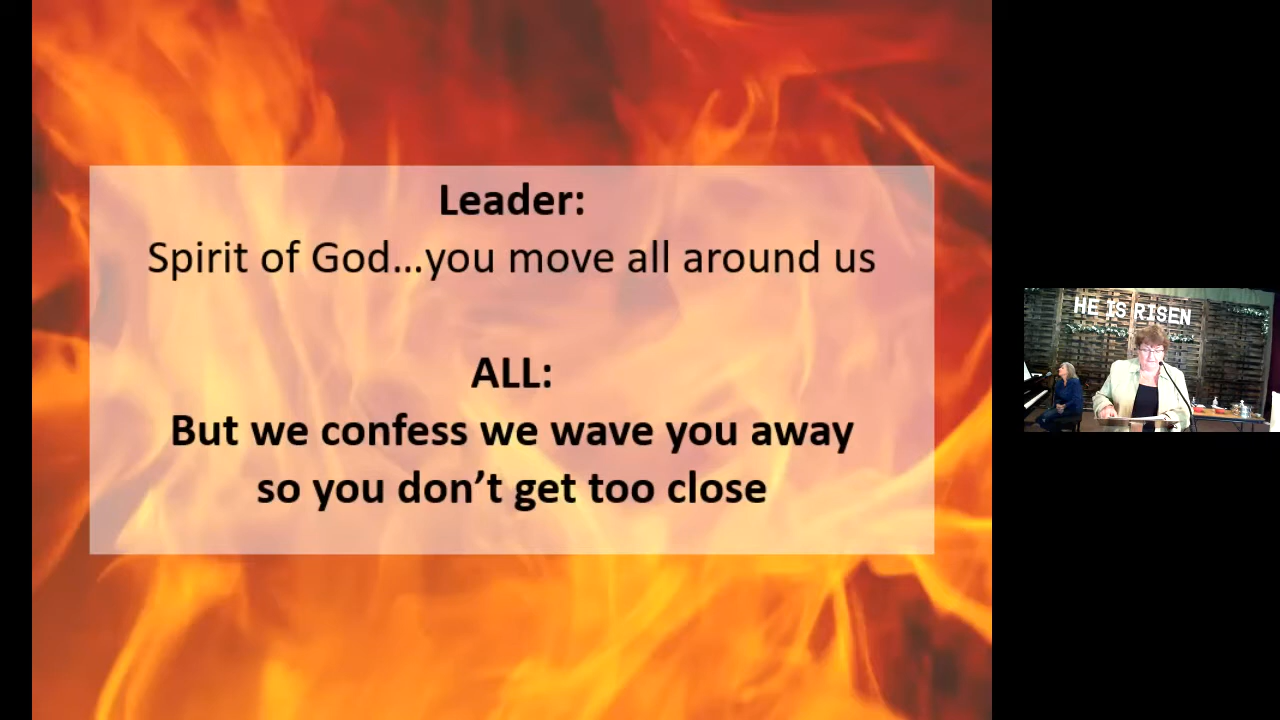 Leader:
Spirit of God...you move all around us
ALL:
But we confess we wave you away
so you don't get too close
HE IS RISEN